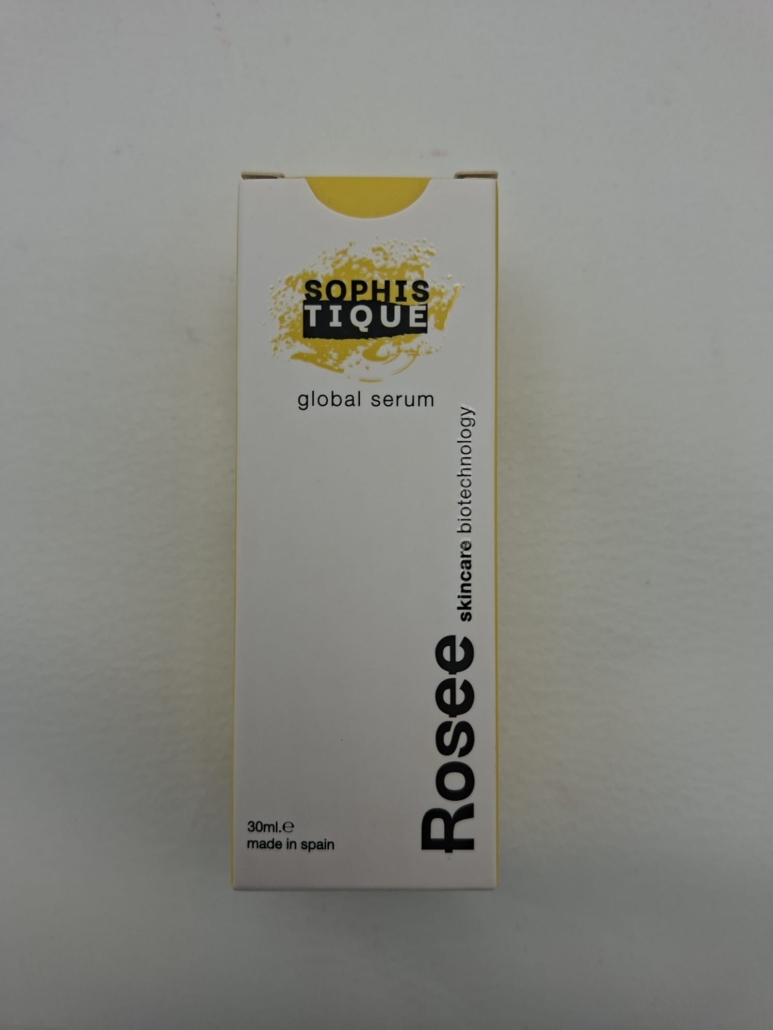 SOPHIS
TIQUE
global serum
Rosee skincare biotechnology
30ml.℮
made in spain